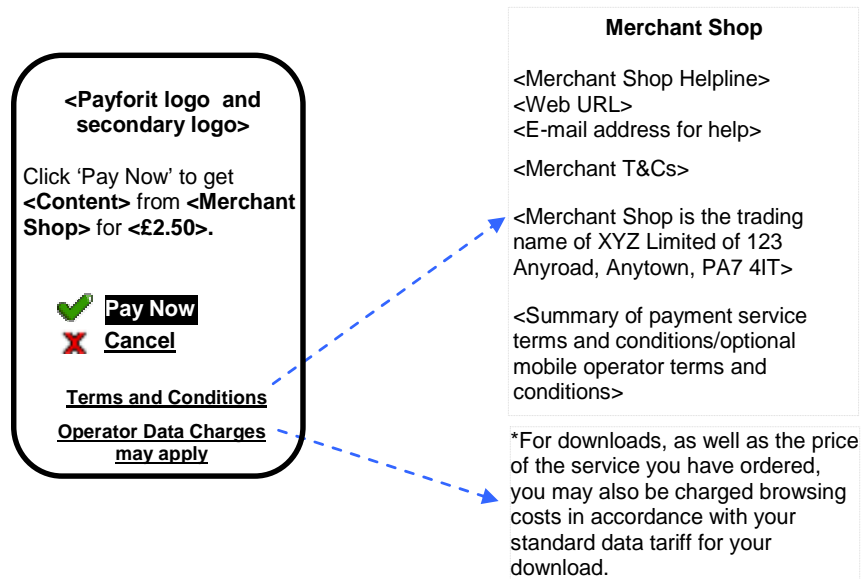 <Payforit logo and
secondary logo>
Click ‘Pay Now’ to get
<Content> from <Merchant
Shop> for <£2.50>.
Pay Now
Cancel
Terms and Conditions
Operator Data Charges
may apply
Merchant Shop
<Merchant Shop Helpline>
<Web URL>
<E-mail address for help>
<Merchant T&Cs>
<Merchant Shop is the trading
name of XYZ Limited of 123
Anyroad, Anytown, PA7 4IT>
<Summary of payment service
terms and conditions/optional
mobile operator terms and
conditions>
*For downloads, as well as the price
of the service you have ordered,
you may also be charged browsing
costs in accordance with your
standard data tariff for your
download.